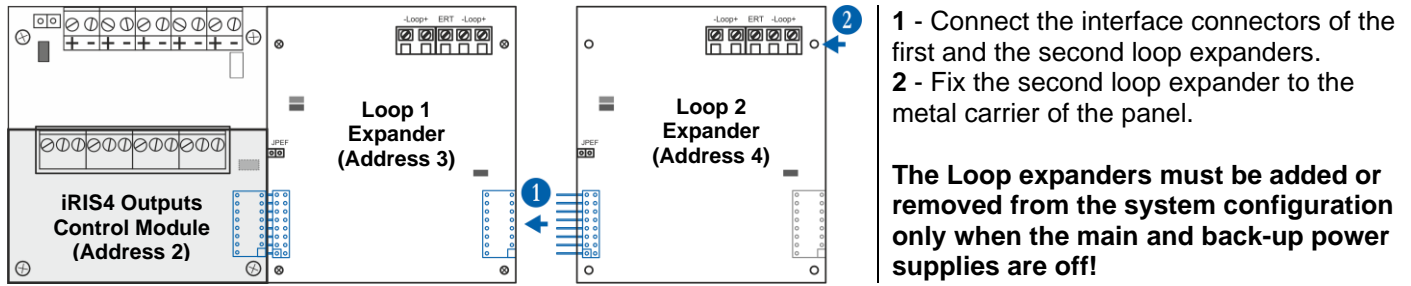 -Loop+ ERT -Loop+
+ - + - + - + - + -
Loop 1
Expander
(Address 3)
JPEF
iRIS4 Outputs
Control Module
(Address 2)
1
-Loop+ ERT -Loop+
2
Loop 2
Expander
(Address 4)
JPEF
1 - Connect the interface connectors of the
first and the second loop expanders.
2 - Fix the second loop expander to the
metal carrier of the panel.
The Loop expanders must be added or
removed from the system configuration
only when the main and back-up power
supplies are off!